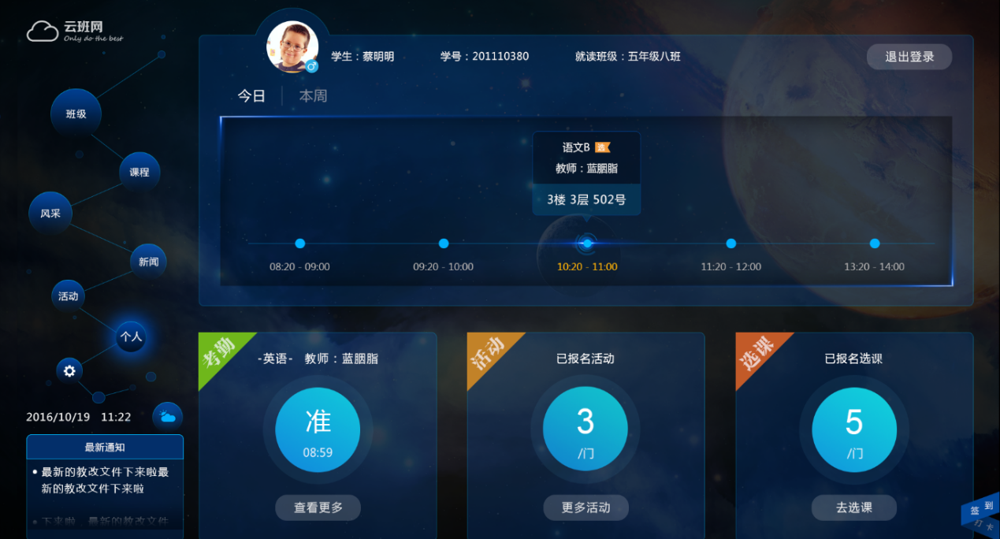 云班网
Only do the best
学生：蔡明明
学号：201110380
就读班级：五年级八班
退出登录
今日
本周
班级
课程
风采
新闻
活动
个人
语文B 选
教师：蓝胭脂
3楼 3层 502号
08:20 - 09:00
09:20 - 10:00
10:20 - 11:00
11:20 - 12:00
13:20 - 14:00
2016/10/19 11:22
最新通知
• 最新的教改文件下来啦最
新的教改文件下来啦
• 下来啦，最新的教改文件
考勤
-英语- 教师：蓝胭脂
准
08:59
查看更多
活动
已报名活动
3
/门
更多活动
选课
已报名选课
5
/门
去选课
签到
打卡